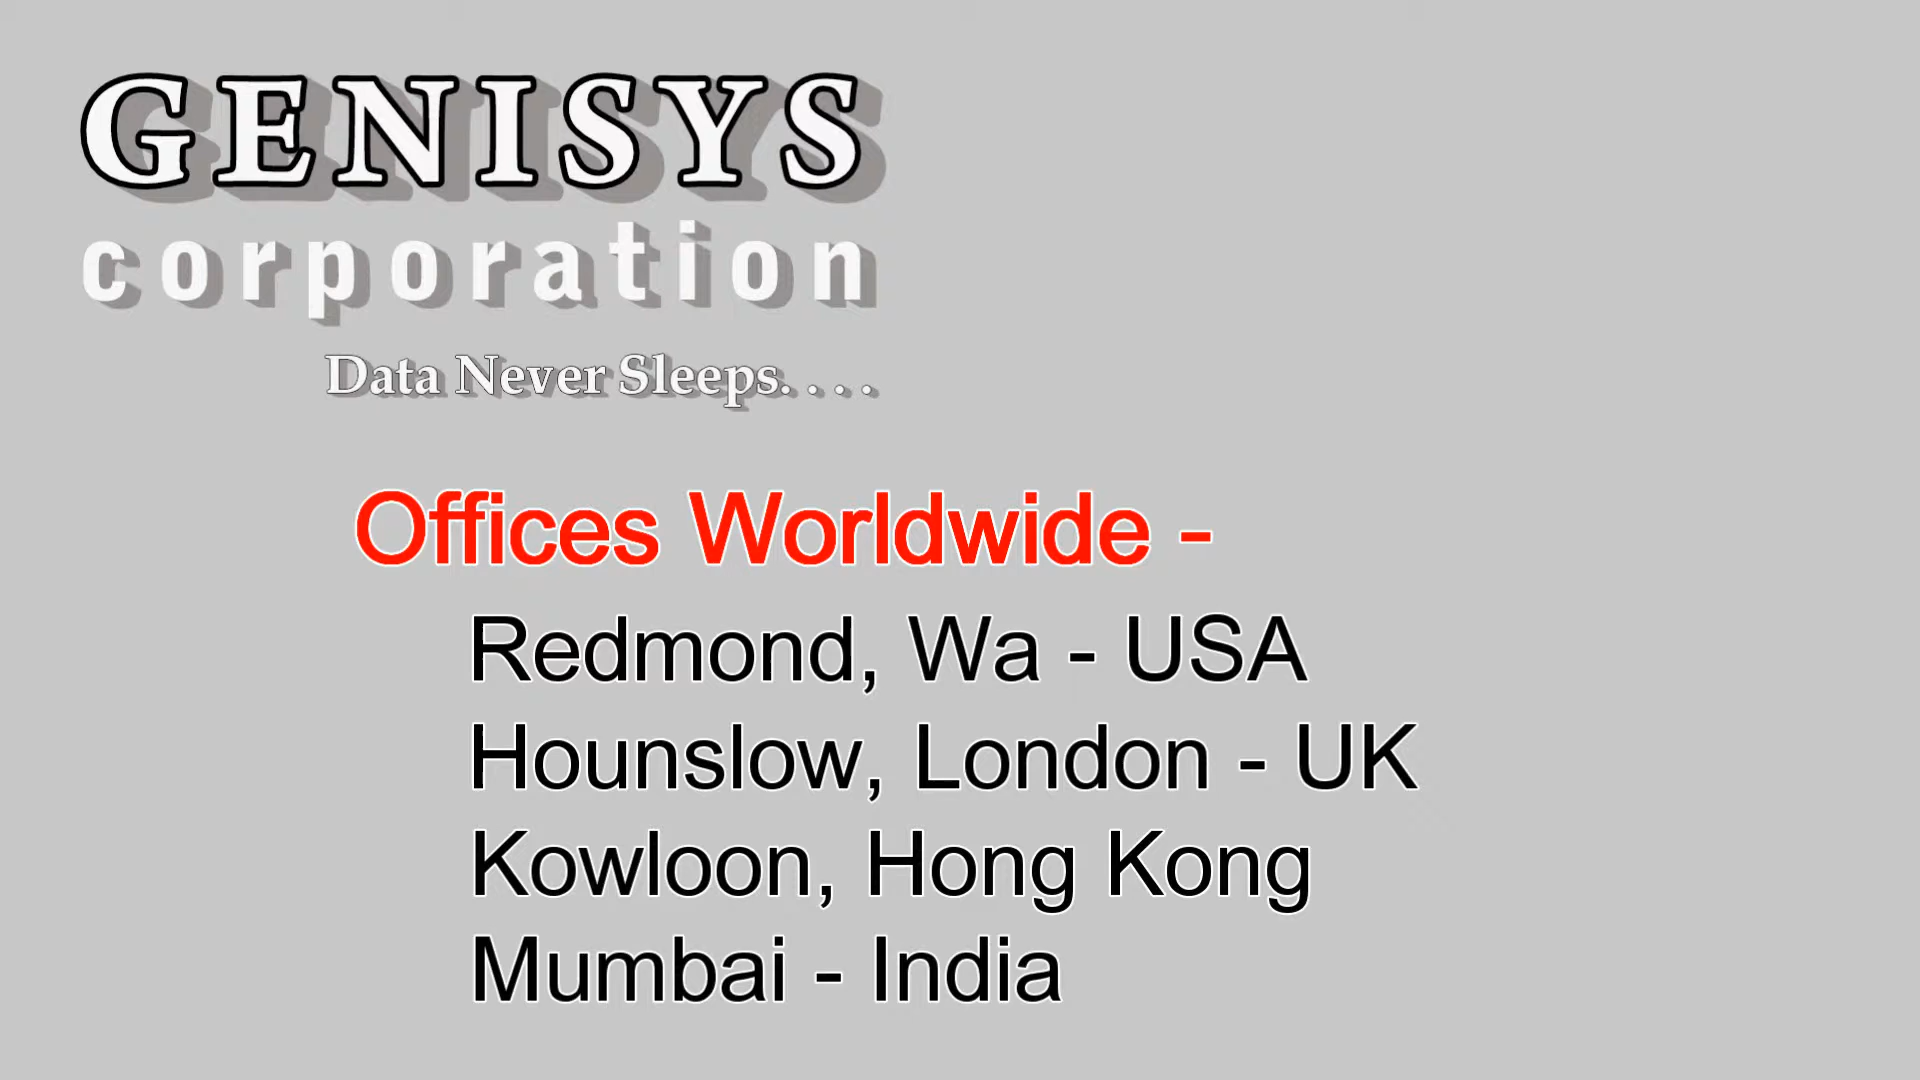 GENISYS
corporation
Data Never Sleeps. . . .
Offices Worldwide -
Redmond, Wa - USA
Hounslow, London - UK
Kowloon, Hong Kong
Mumbai - India